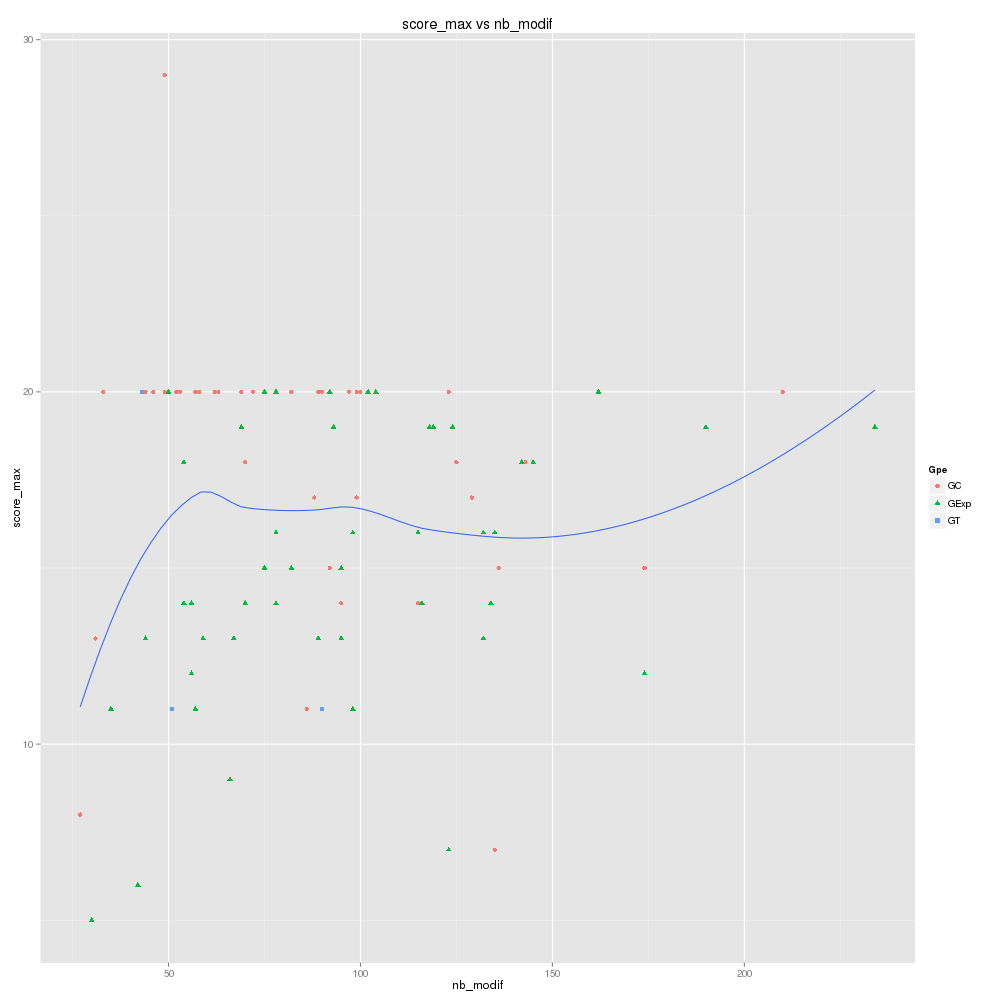 score_max vs nb_modif
30
20
10
score_max
50
100
150
200
nb_modif
Gpe
GC
GExp
GT